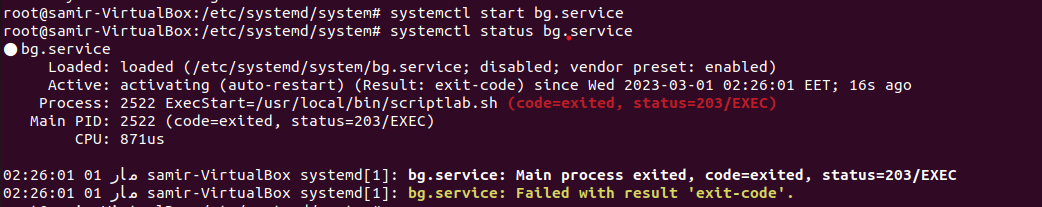 root@samir-VirtualBox:/etc/systemd/system# systemctl start bg.service
root@samir-VirtualBox:/etc/systemd/system# systemctl status bg.service
● bg.service
Loaded: loaded (/etc/systemd/system/bg.service; disabled; vendor preset: enabled)
Active: activating (auto-restart) (Result: exit-code) since Wed 2023-03-01 02:26:01 EET; 16s ago
Process: 2522 ExecStart=/usr/local/bin/scriptlab.sh (code=exited, status=203/EXEC)
Main PID: 2522 (code=exited, status=203/EXEC)
CPU: 871us
02:26:01 01 مار samir-VirtualBox systemd[1]: bg.service: Main process exited, code=exited, status=203/EXEC
02:26:01 01 مار samir-VirtualBox systemd[1]: bg.service: Failed with result 'exit-code'.